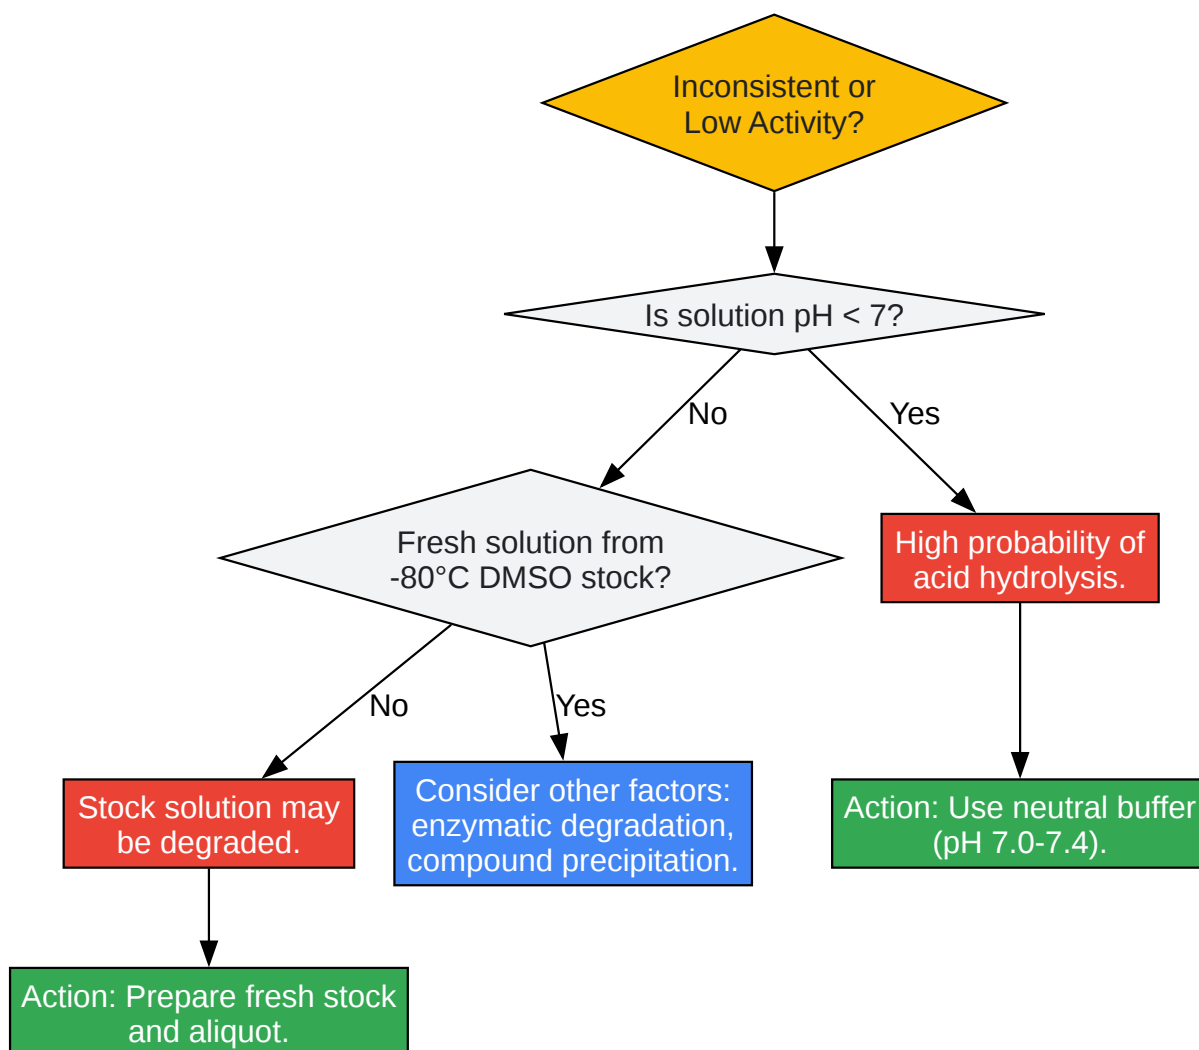 Inconsistent or
Low Activity?
Is solution pH < 7?
No
Yes
Fresh solution from
-80°C DMSO stock?
High probability of
acid hydrolysis.
No
Yes
Stock solution may
be degraded.
Consider other factors:
enzymatic degradation,
compound precipitation.
Action: Use neutral buffer
(pH 7.0-7.4).
Action: Prepare fresh stock
and aliquot.